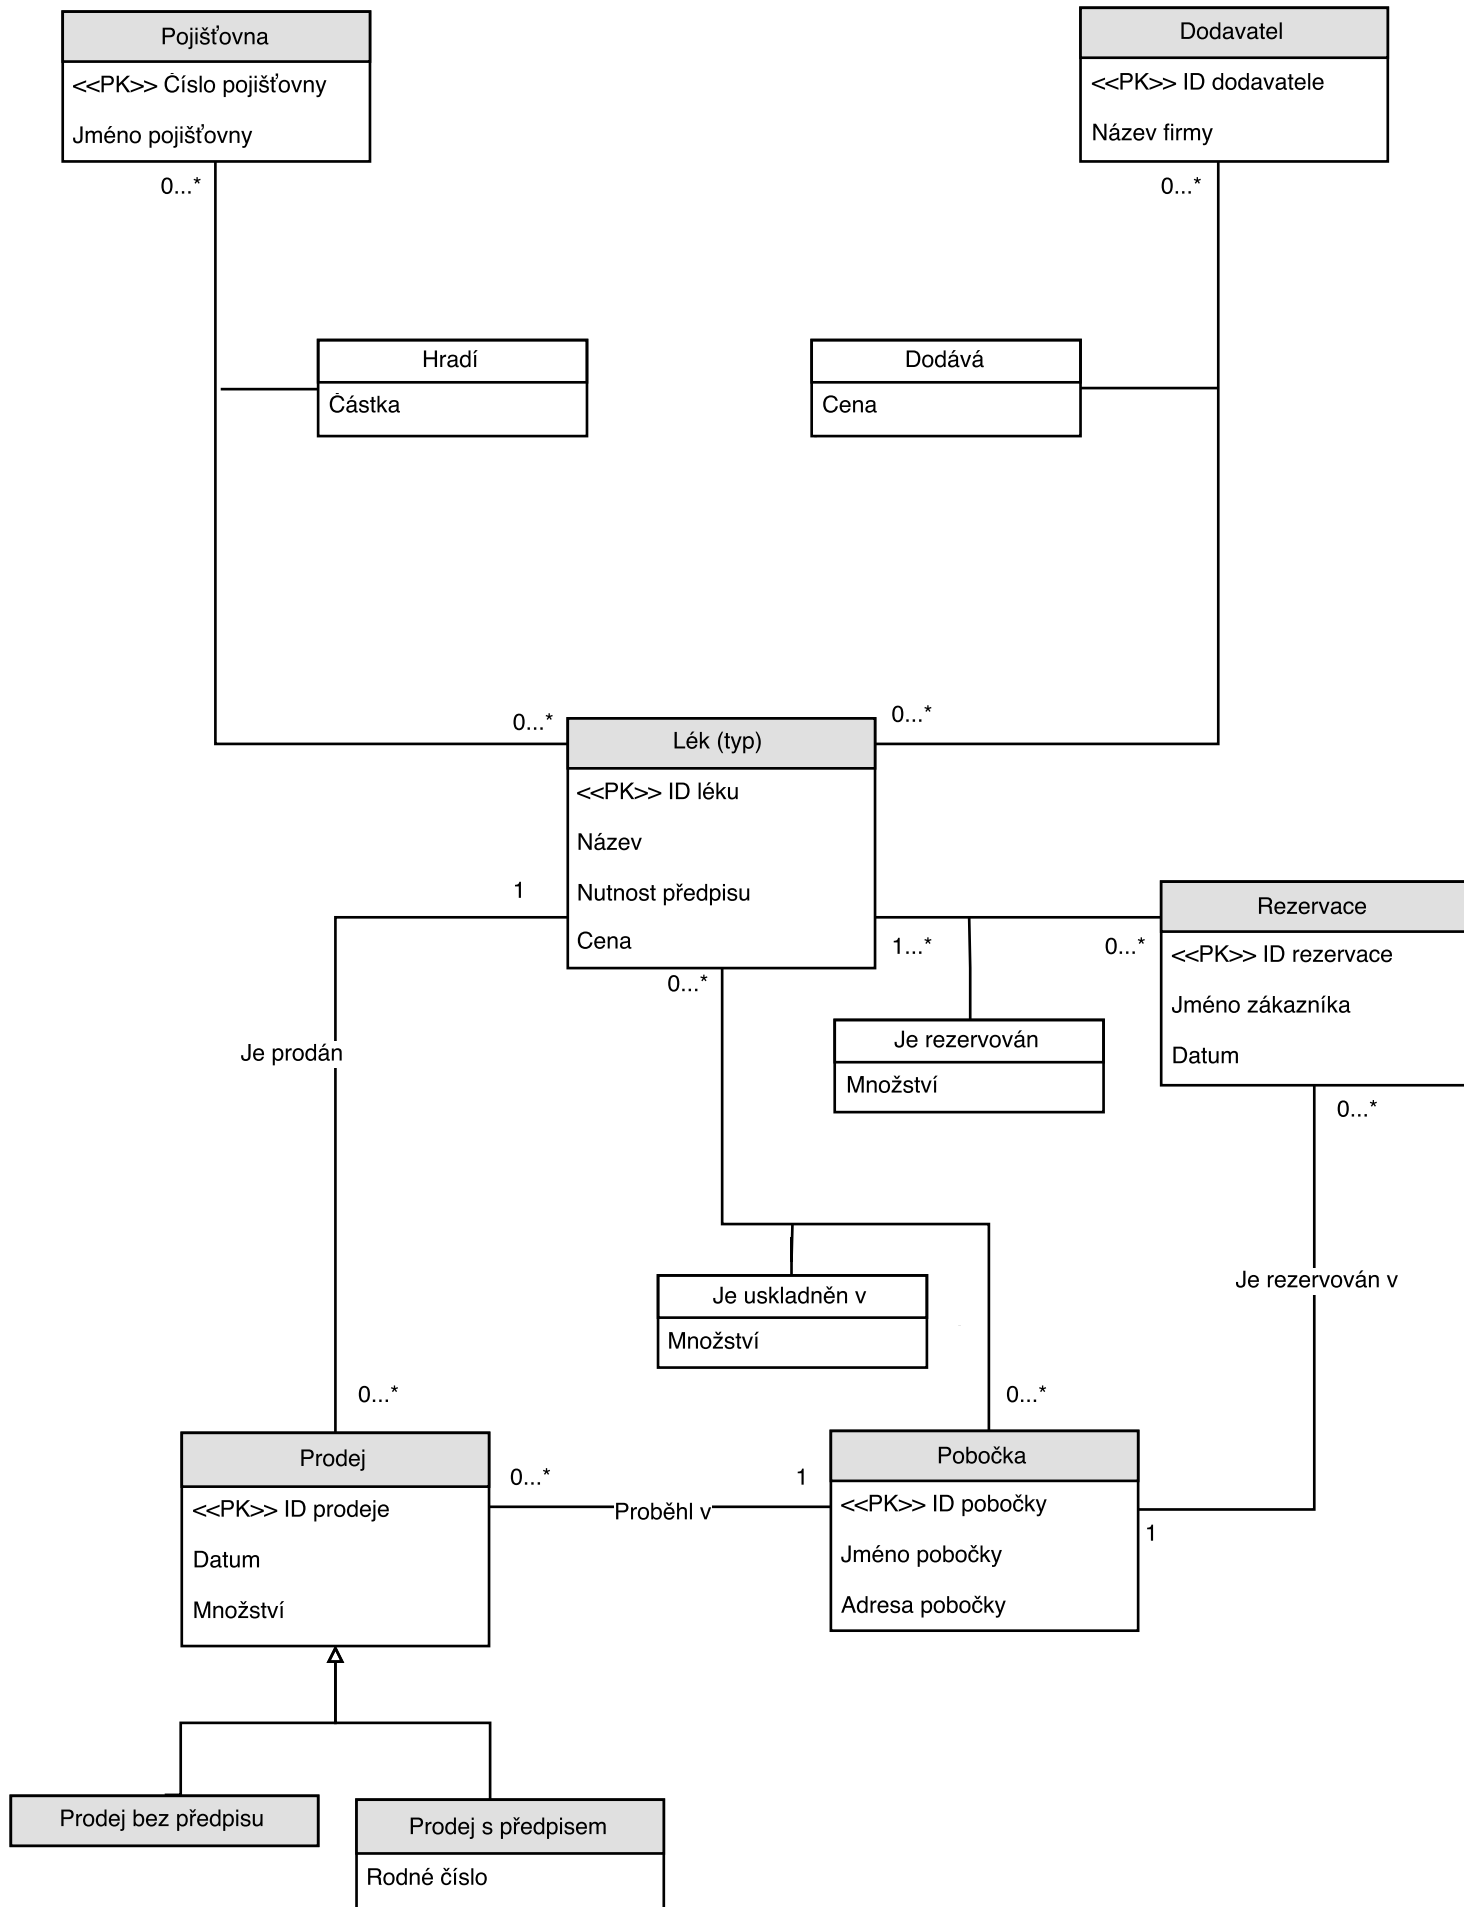 Pojišťovna
<<PK>> Číslo pojišťovny
Jméno pojišťovny
0...*
Dodavatel
<<PK>> ID dodavatele
Název firmy
0...*
Hradí
Částka
Dodává
Cena
0...*
0...*
Lék (typ)
<<PK>> ID léku
Název
Nutnost předpisu
Cena
1
1...*
0...*
0...*
Rezervace
<<PK>> ID rezervace
Jméno zákazníka
Datum
0...*
Je prodán
Je rezervován
Množství
Je rezervován v
Je uskladněn v
Množství
0...*
0...*
Prodej
<<PK>> ID prodeje
Datum
Množství
0...*
Proběhl v
1
Pobočka
<<PK>> ID pobočky
Jméno pobočky
Adresa pobočky
1
Prodej bez předpisu
Prodej s předpisem
Rodné číslo